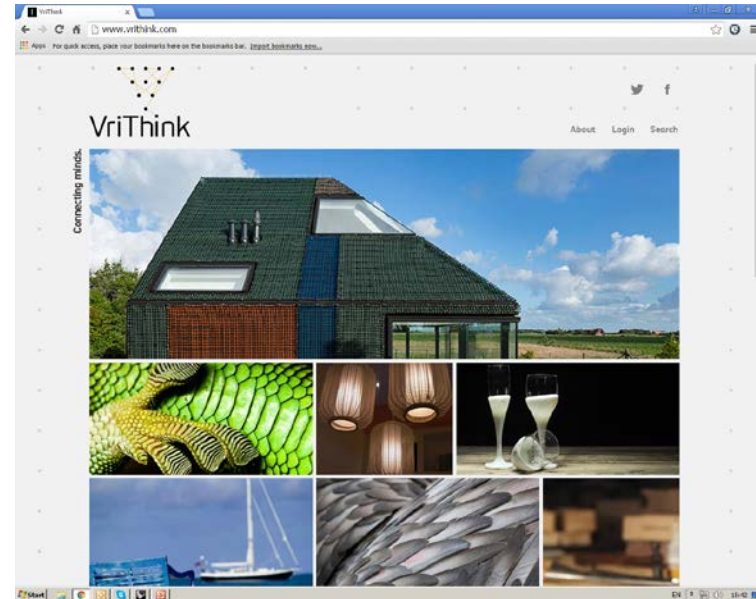 VriThink
www.vrithink.com
Apps For quick access, place your bookmarks here on the bookmarks bar. Import bookmarks now...
VriThink
About Login Search
Connecting minds.
Start
EN